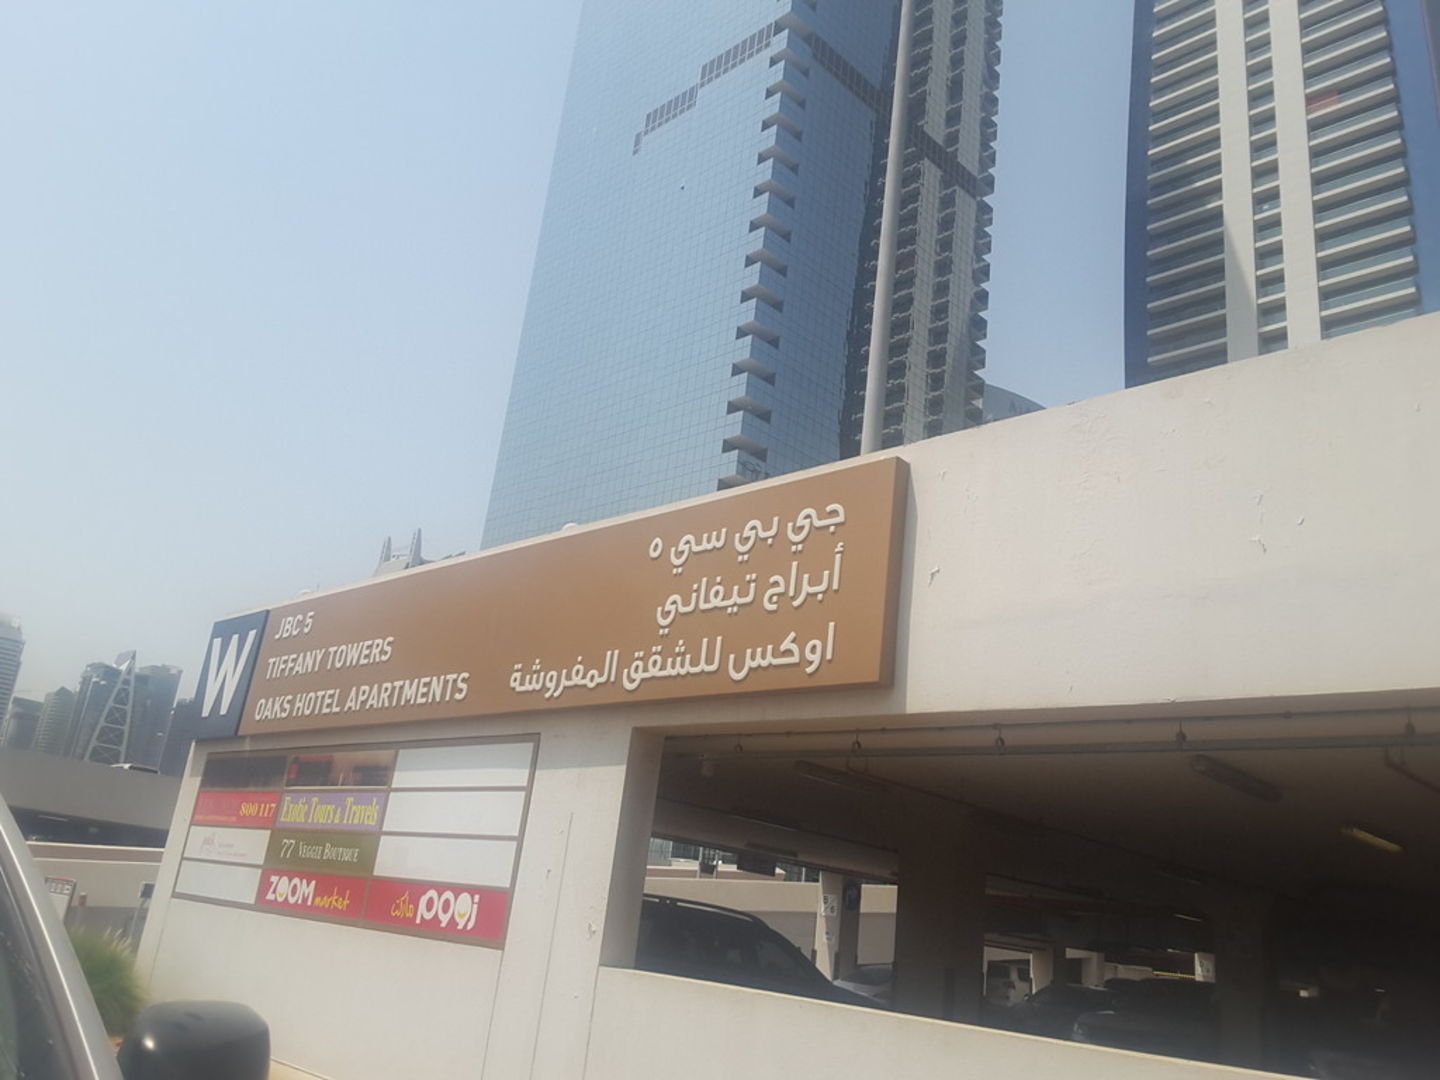 W
JBC 5
TIFFANY TOWERS
OAKS HOTEL APARTMENTS
جي بي سي ٥
أبراج تيفاني
اوكس للشقق المفروشة
800 117
Exotic Tours & Travels
77 VEGGIE BOUTIQUE
ZOOM market
زووم ماركت